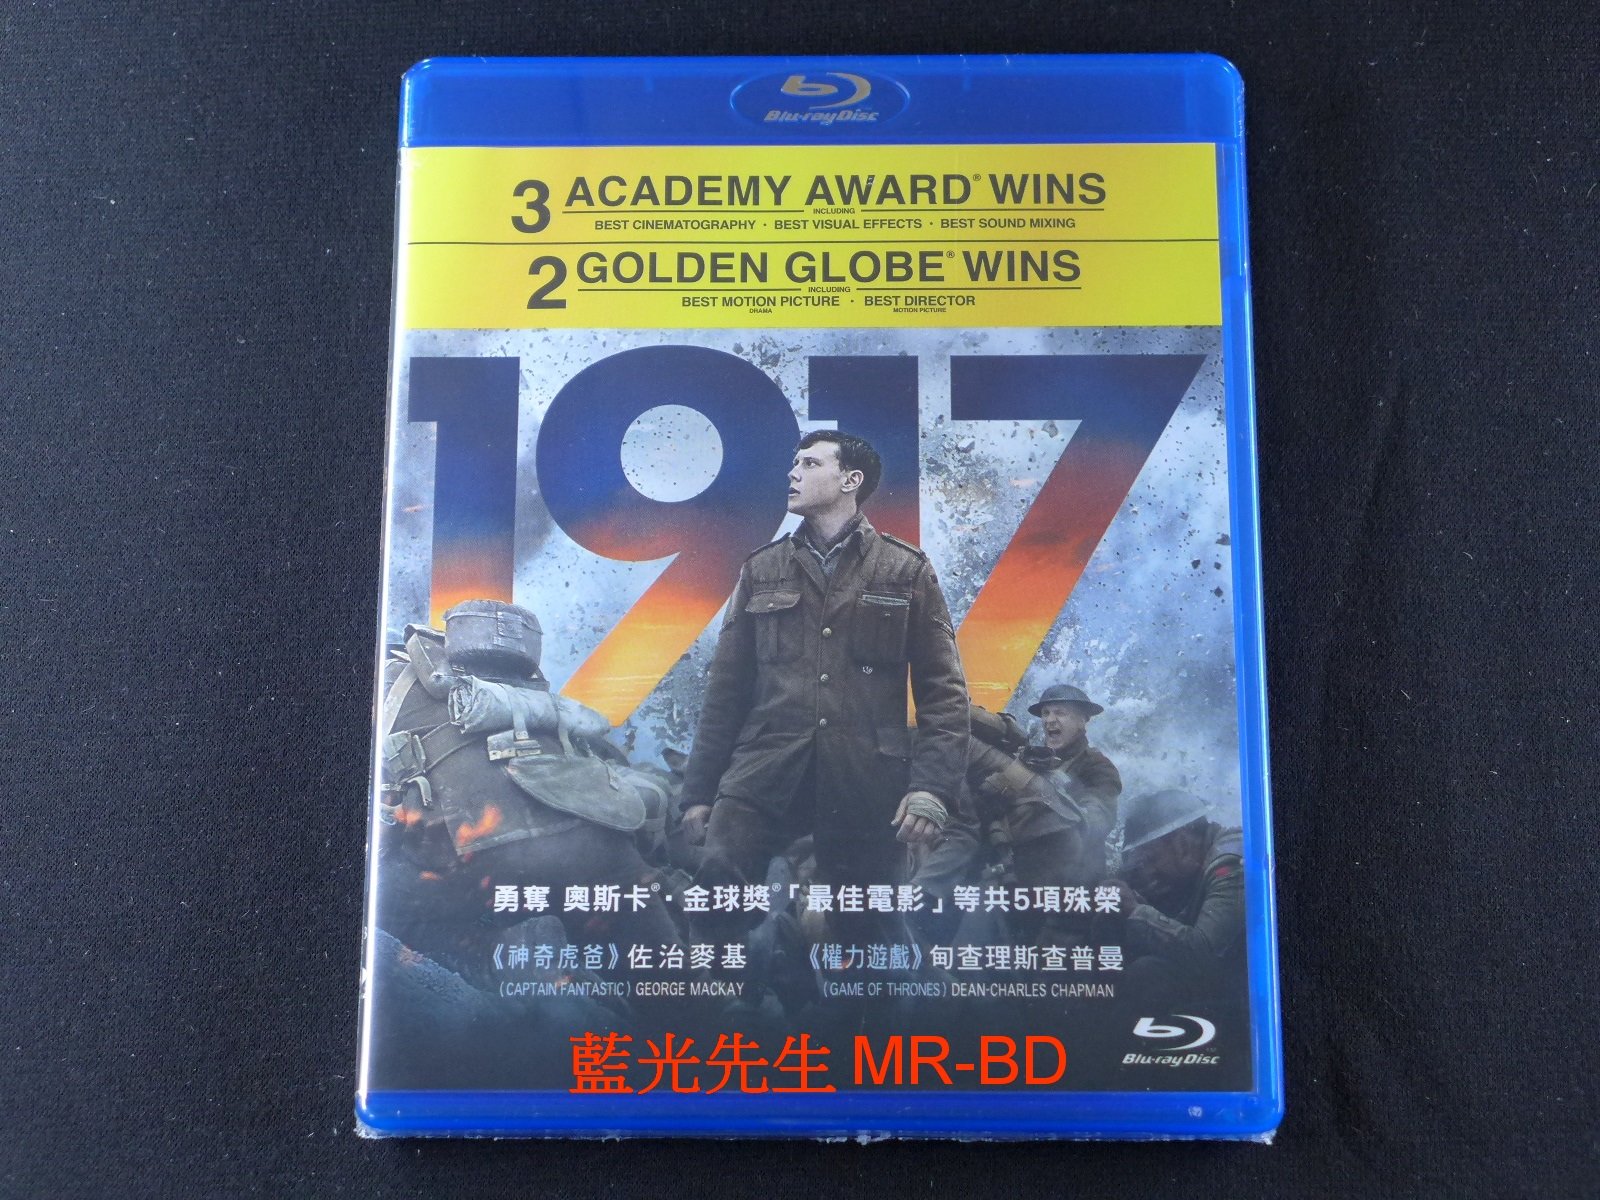 Blu-ray Disc
3 ACADEMY AWARD® WINS
INCLUDING
BEST CINEMATOGRAPHY · BEST VISUAL EFFECTS · BEST SOUND MIXING
2 GOLDEN GLOBE® WINS
INCLUDING
BEST MOTION PICTURE · BEST DIRECTOR
DRAMA MOTION PICTURE
1917
勇奪 奧斯卡®·金球獎®「最佳電影」等共5項殊榮
《神奇虎爸》佐治麥基 《權力遊戲》甸查理斯查普曼
(CAPTAIN FANTASTIC) GEORGE MACKAY (GAME OF THRONES) DEAN-CHARLES CHAPMAN
Blu-ray Disc
藍光先生 MR-BD